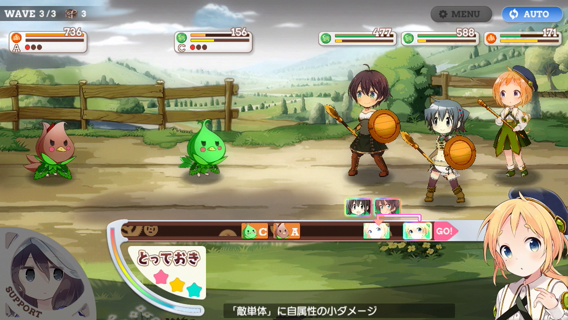 WAVE 3/3 3
MENU
AUTO
736
A
156
C
477
588
171
C
A
GO!
とっておき
SUPPORT
「敵単体」に自属性の小ダメージ